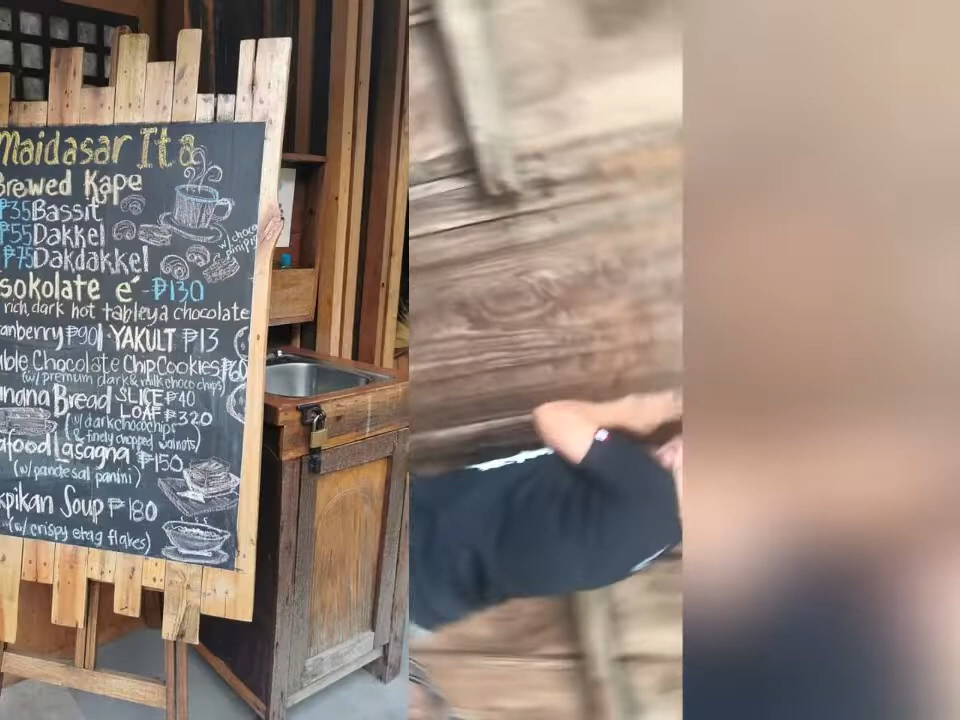 Maidasar Ita
Brewed Kape
₱35 Bassit
₱55 Dakkel
₱75 Dakdakkel
w/ choco
sokolate é - ₱130
rich, dark hot tableya chocolate
anberry ₱90 | YAKULT ₱13
ble Chocolate Chip Cookies ₱60
(w/ premium dark & milk choco chips)
nana Bread SLICE ₱40
LOAF ₱320
(w/ dark choco chips
& finely chopped walnuts)
afood Lasagna ₱150
(w/ pandesal panini)
kpikan Soup ₱180
(w/ crispy etag flakes)